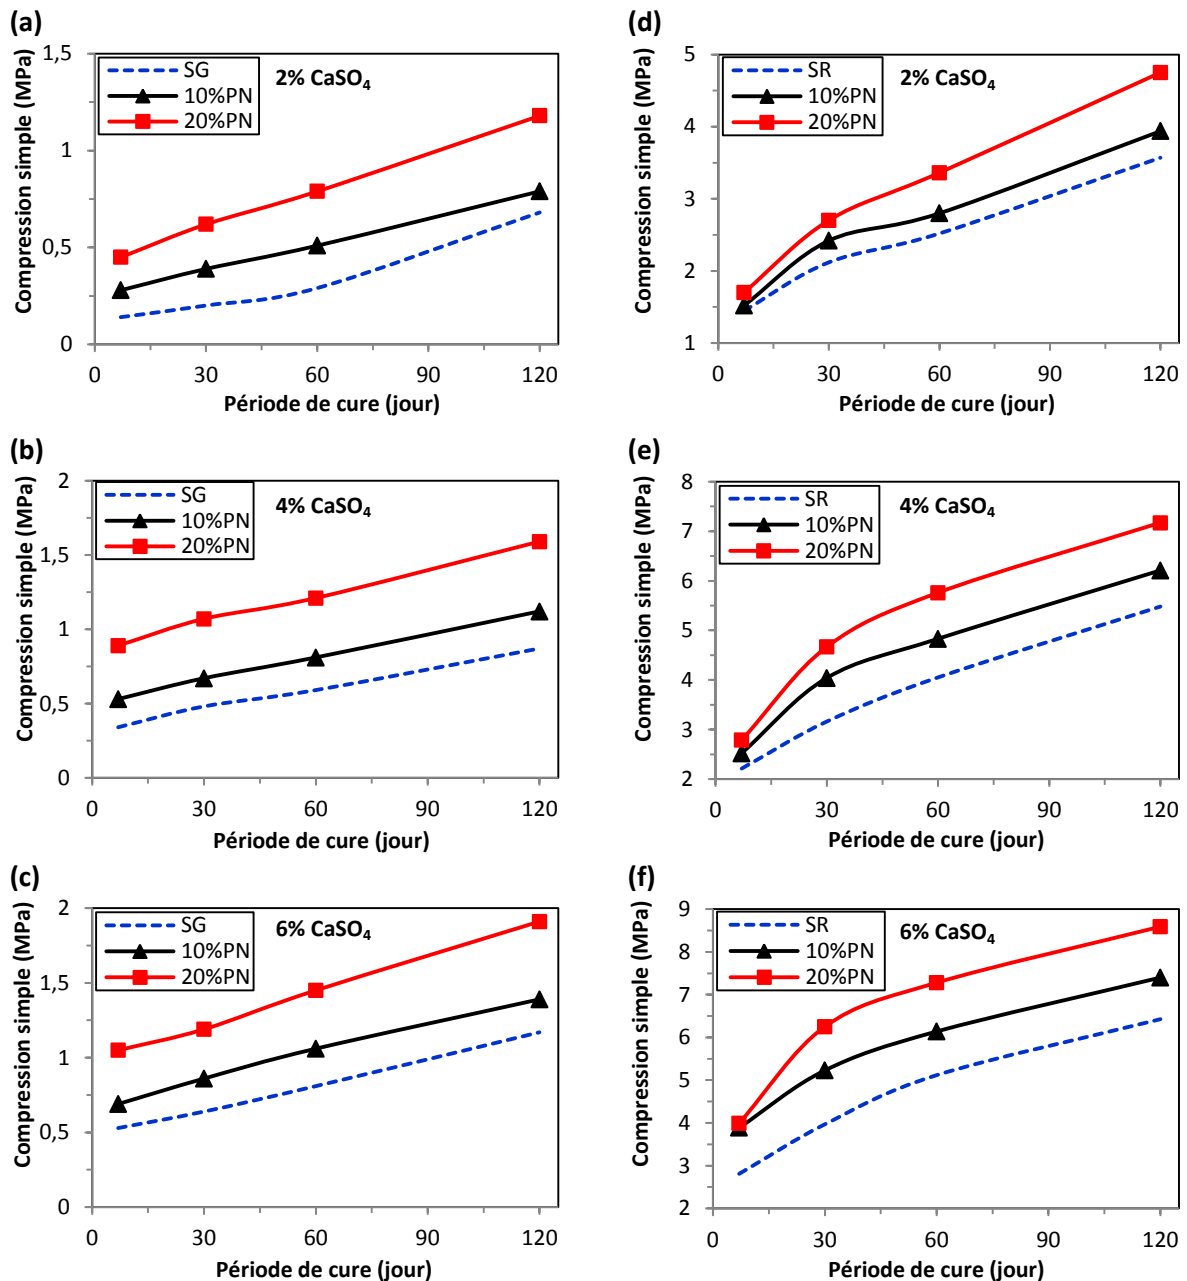 (a)
1,5
1
0,5
0
0 30 60 90 120
Compression simple (MPa)
Période de cure (jour)
SG
10%PN
20%PN
2% CaSO₄
(d)
5
4
3
2
1
0 30 60 90 120
Compression simple (MPa)
Période de cure (jour)
SR
10%PN
20%PN
2% CaSO₄
(b)
2
1,5
1
0,5
0
0 30 60 90 120
Compression simple (MPa)
Période de cure (jour)
SG
10%PN
20%PN
4% CaSO₄
(e)
8
7
6
5
4
3
2
0 30 60 90 120
Compression simple (MPa)
Période de cure (jour)
SR
10%PN
20%PN
4% CaSO₄
(c)
2
1,5
1
0,5
0
0 30 60 90 120
Compression simple (MPa)
Période de cure (jour)
SG
10%PN
20%PN
6% CaSO₄
(f)
9
8
7
6
5
4
3
2
0 30 60 90 120
Compression simple (MPa)
Période de cure (jour)
SR
10%PN
20%PN
6% CaSO₄